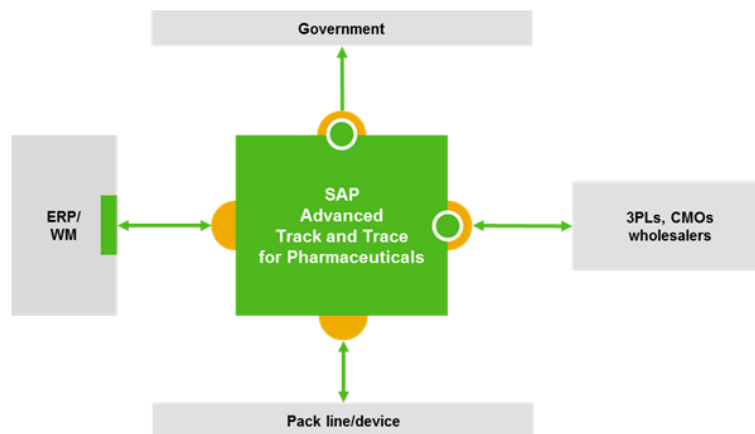 Government
ERP/
WM
SAP
Advanced
Track and Trace
for Pharmaceuticals
3PLs, CMOs
wholesalers
Pack line/device